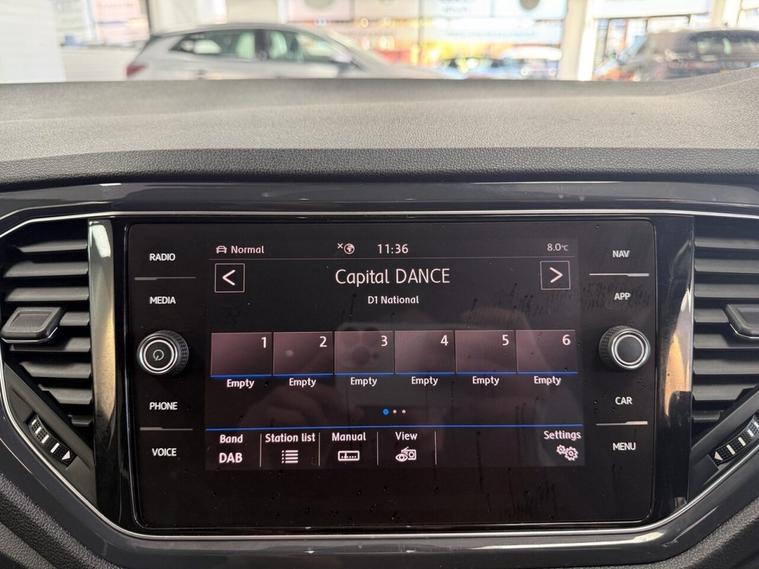 RADIO
MEDIA
PHONE
VOICE
Normal 11:36 8.0°C
Capital DANCE
D1 National
1 2 3 4 5 6
Empty Empty Empty Empty Empty Empty
Band Station list Manual View Settings
DAB
NAV
APP
CAR
MENU